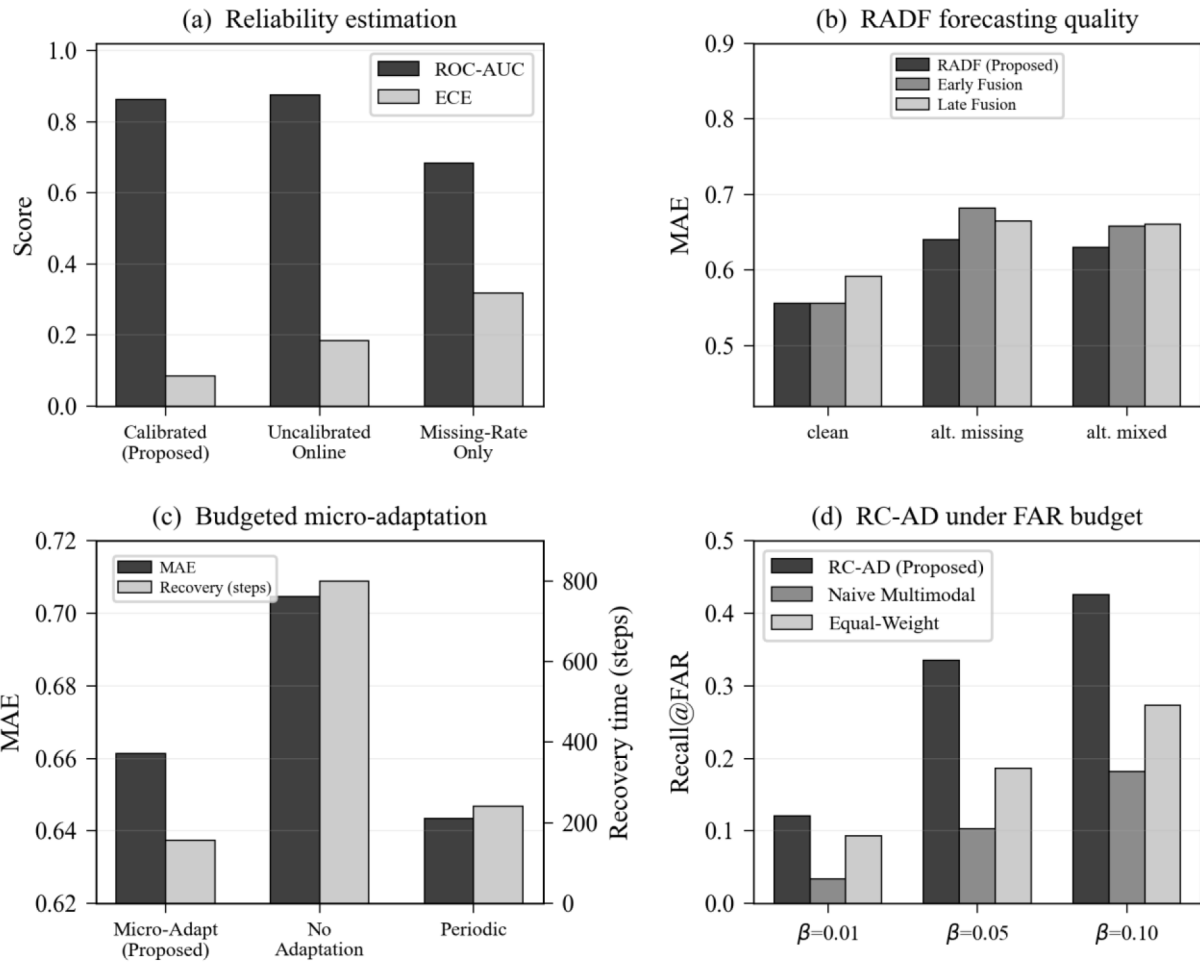 (a) Reliability estimation
1.0
0.8
0.6
0.4
0.2
0.0
Score
ROC-AUC
ECE
Calibrated
(Proposed)
Uncalibrated
Online
Missing-Rate
Only
(b) RADF forecasting quality
0.9
0.8
0.7
0.6
0.5
MAE
RADF (Proposed)
Early Fusion
Late Fusion
clean
alt. missing
alt. mixed
(c) Budgeted micro-adaptation
0.72
0.70
0.68
0.66
0.64
0.62
MAE
MAE
Recovery (steps)
800
600
400
200
0
Recovery time (steps)
Micro-Adapt
(Proposed)
No
Adaptation
Periodic
(d) RC-AD under FAR budget
0.5
0.4
0.3
0.2
0.1
0.0
Recall@FAR
RC-AD (Proposed)
Naive Multimodal
Equal-Weight
β=0.01
β=0.05
β=0.10